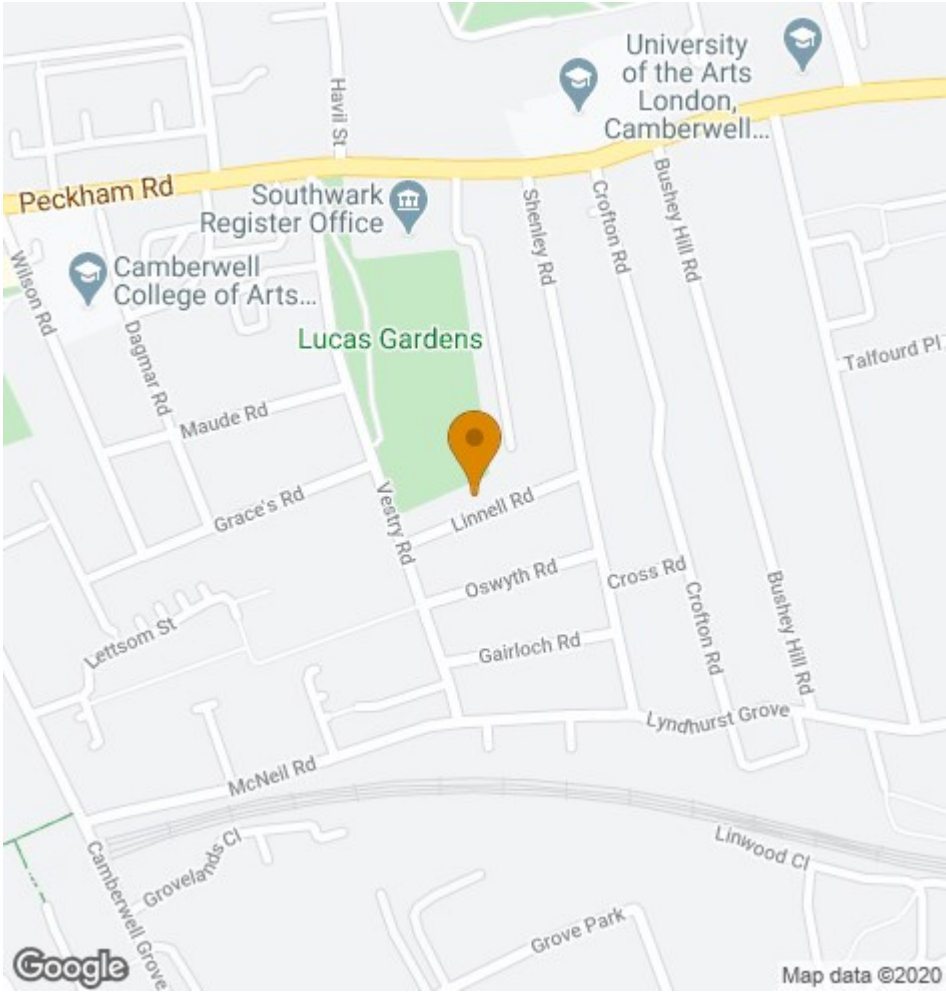 University
of the Arts
London,
Camberwell...
Havil St
Peckham Rd
Southwark
Register Office
Shenley Rd
Crofton Rd
Bushey Hill Rd
Wilson Rd
Camberwell
College of Arts...
Dagmar Rd
Lucas Gardens
Talfourd Pl
Maude Rd
Grace's Rd
Vestry Rd
Linnell Rd
Oswyth Rd
Cross Rd
Crofton Rd
Bushey Hill Rd
Lettsom St
Gairloch Rd
Lyndhurst Grove
McNeil Rd
Linwood Cl
Grovelands Cl
Camberwell Grove
Grove Park
Google
Map data ©2020